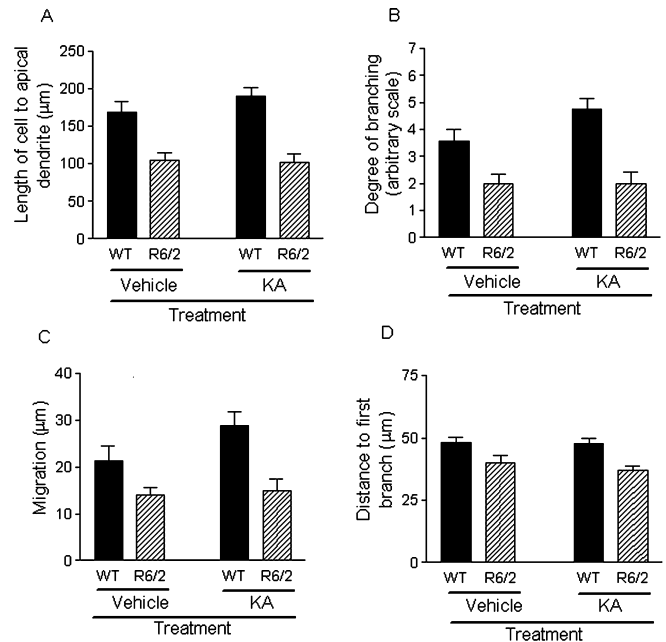 A
Length of cell to apical
dendrite (µm)
250
200
150
100
50
0
WT R6/2 WT R6/2
Vehicle KA
Treatment
B
Degree of branching
(arbitrary scale)
7
6
5
4
3
2
1
0
WT R6/2 WT R6/2
Vehicle KA
Treatment
C
Migration (µm)
40
30
20
10
0
WT R6/2 WT R6/2
Vehicle KA
Treatment
D
Distance to first
branch (µm)
75
50
25
0
WT R6/2 WT R6/2
Vehicle KA
Treatment